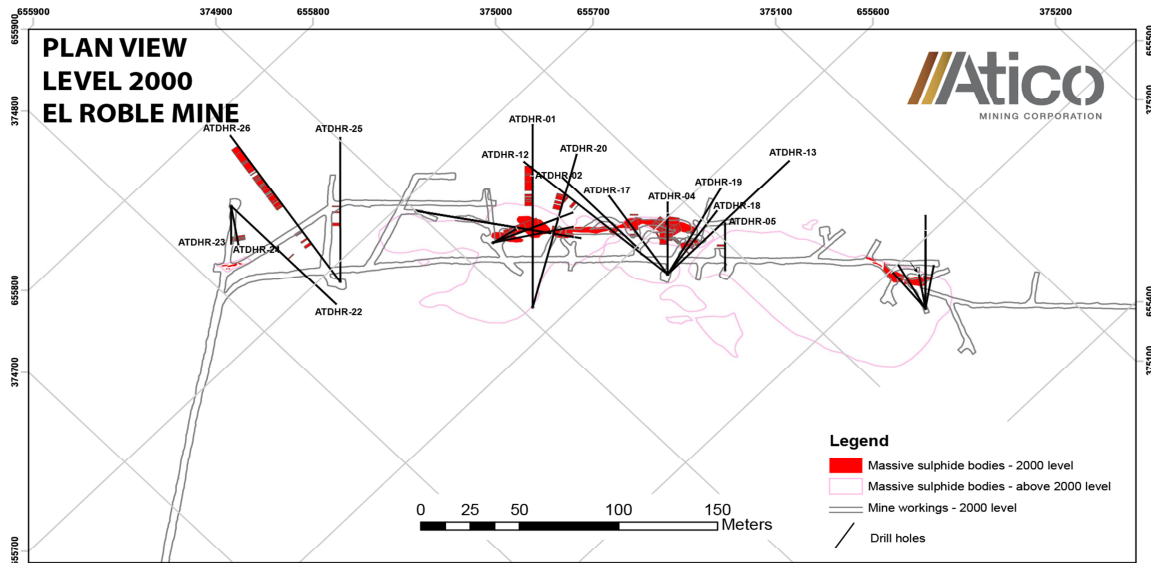 655900
374900
655800
375000
655700
375100
655600
375200
655900
655500
PLAN VIEW
LEVEL 2000
EL ROBLE MINE
Atico
MINING CORPORATION
374800
375200
ATDHR-26
ATDHR-25
ATDHR-01
ATDHR-20
ATDHR-12
ATDHR-13
ATDHR-02
ATDHR-17
ATDHR-04
ATDHR-19
ATDHR-18
ATDHR-05
ATDHR-23
ATDHR-24
ATDHR-22
655800
655400
374700
375100
Legend
Massive sulphide bodies - 2000 level
Massive sulphide bodies - above 2000 level
Mine workings - 2000 level
Drill holes
0 25 50 100 150
Meters
655700